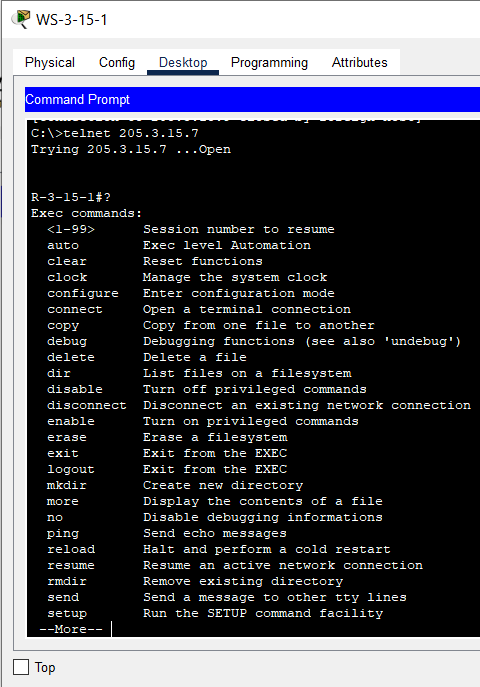 WS-3-15-1
Physical Config Desktop Programming Attributes
Command Prompt
C:\>telnet 205.3.15.7
Trying 205.3.15.7 ...Open
R-3-15-1#?
Exec commands:
<1-99> Session number to resume
auto Exec level Automation
clear Reset functions
clock Manage the system clock
configure Enter configuration mode
connect Open a terminal connection
copy Copy from one file to another
debug Debugging functions (see also 'undebug')
delete Delete a file
dir List files on a filesystem
disable Turn off privileged commands
disconnect Disconnect an existing network connection
enable Turn on privileged commands
erase Erase a filesystem
exit Exit from the EXEC
logout Exit from the EXEC
mkdir Create new directory
more Display the contents of a file
no Disable debugging informations
ping Send echo messages
reload Halt and perform a cold restart
resume Resume an active network connection
rmdir Remove existing directory
send Send a message to other tty lines
setup Run the SETUP command facility
--More--
Top